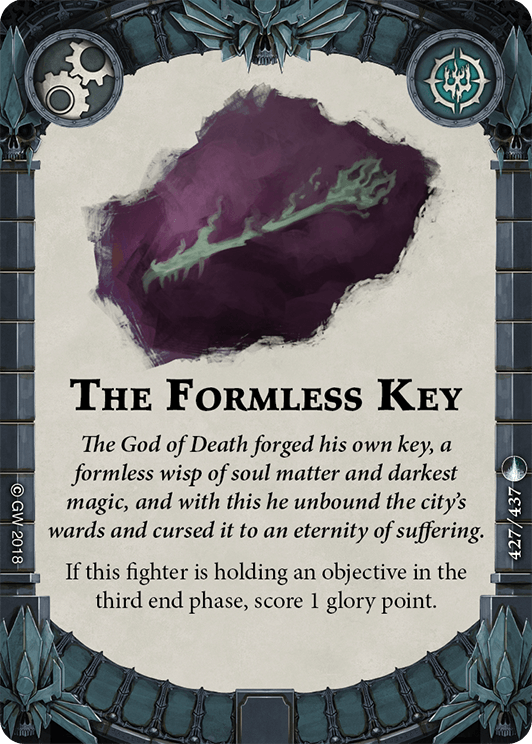 The Formless Key
The God of Death forged his own key, a
formless wisp of soul matter and darkest
magic, and with this he unbound the city’s
wards and cursed it to an eternity of suffering.
If this fighter is holding an objective in the
third end phase, score 1 glory point.
© GW 2018
427/437